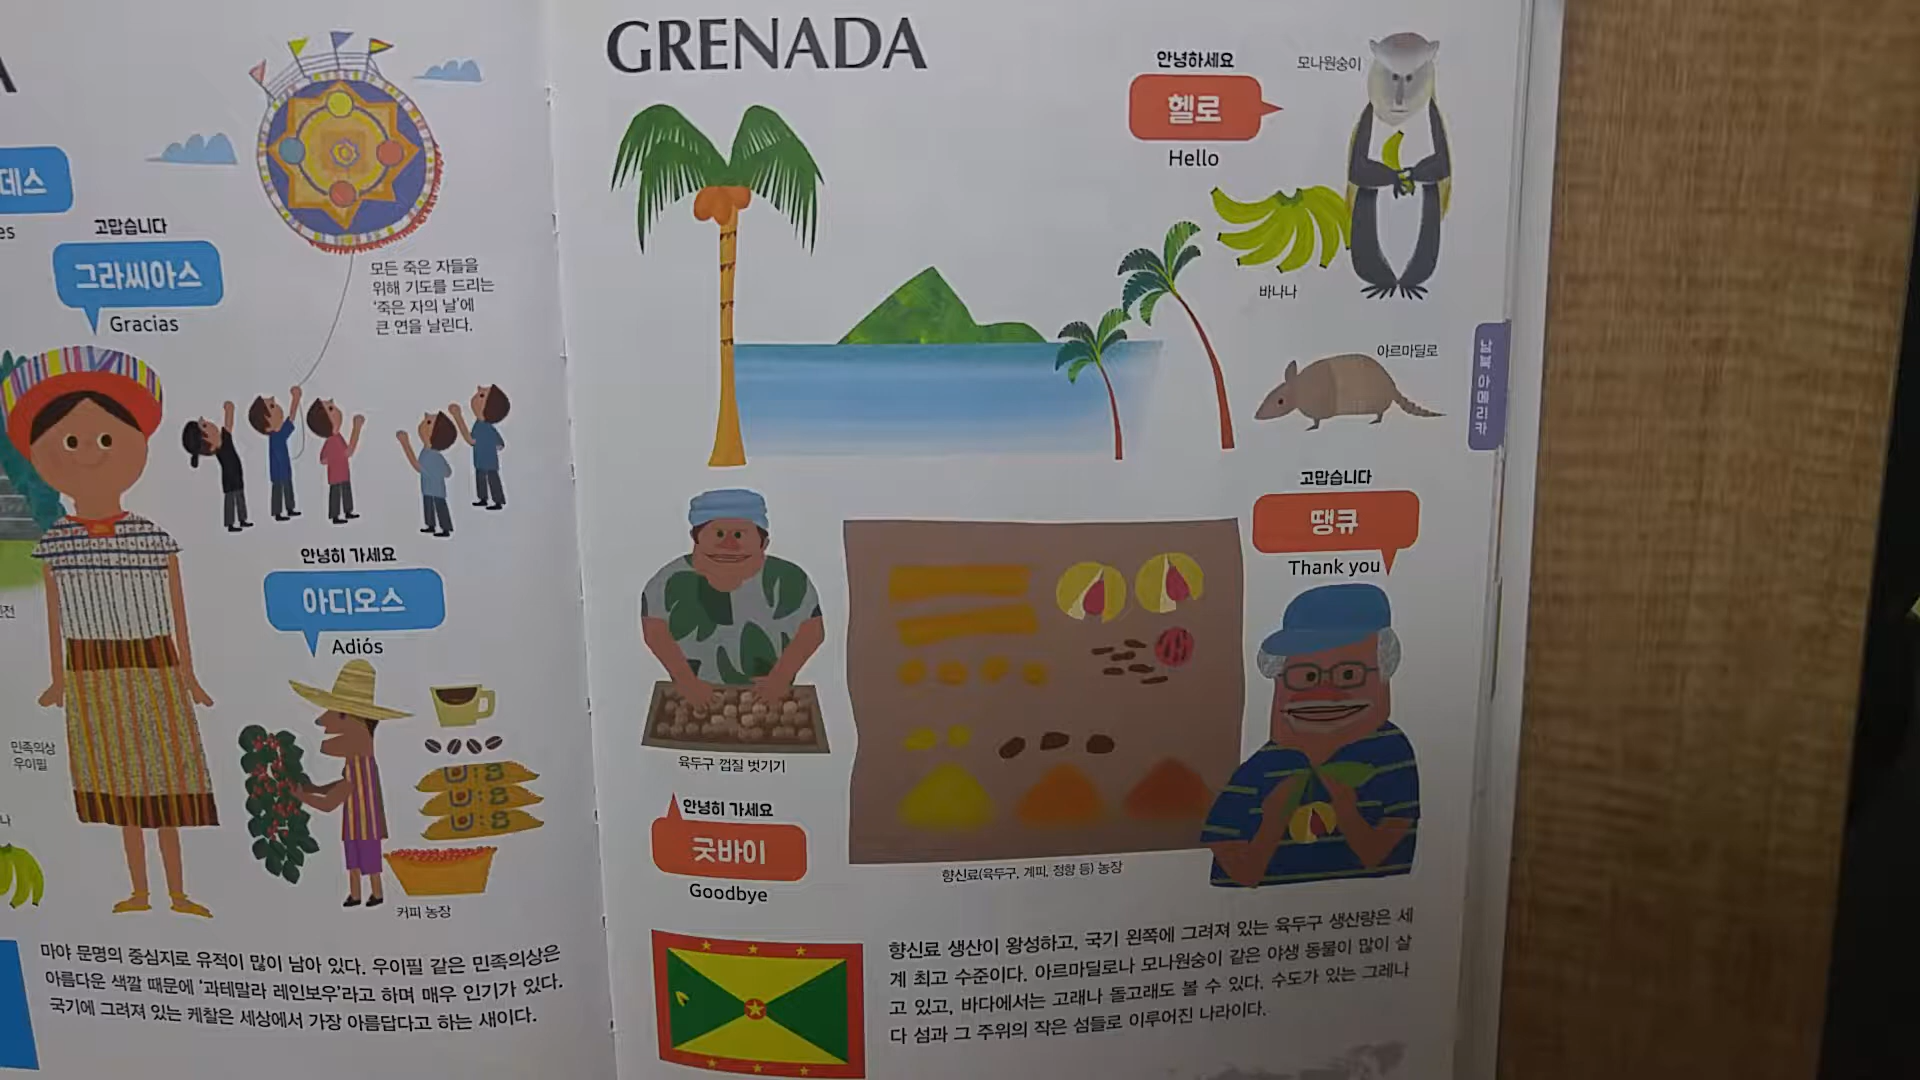 데스
es
고맙습니다
그라씨아스
Gracias
모든 죽은 자들을
위해 기도를 드리는
'죽은 자의 날'에
큰 연을 날린다.
안녕히 가세요
아디오스
Adiós
민족의상
우이필
커피 농장
마야 문명의 중심지로 유적이 많이 남아 있다. 우이필 같은 민족의상은
아름다운 색깔 때문에 '과테말라 레인보우'라고 하며 매우 인기가 있다.
국기에 그려져 있는 케찰은 세상에서 가장 아름답다고 하는 새이다.
GRENADA
안녕하세요
헬로
Hello
모나원숭이
바나나
아르마딜로
남북 아메리카
고맙습니다
땡큐
Thank you
육두구 껍질 벗기기
안녕히 가세요
굿바이
Goodbye
향신료(육두구, 계피, 정향 등) 농장
향신료 생산이 왕성하고, 국기 왼쪽에 그려져 있는 육두구 생산량은 세
계 최고 수준이다. 아르마딜로나 모나원숭이 같은 야생 동물이 많이 살
고 있고, 바다에서는 고래나 돌고래도 볼 수 있다. 수도가 있는 그레나
다 섬과 그 주위의 작은 섬들로 이루어진 나라이다.